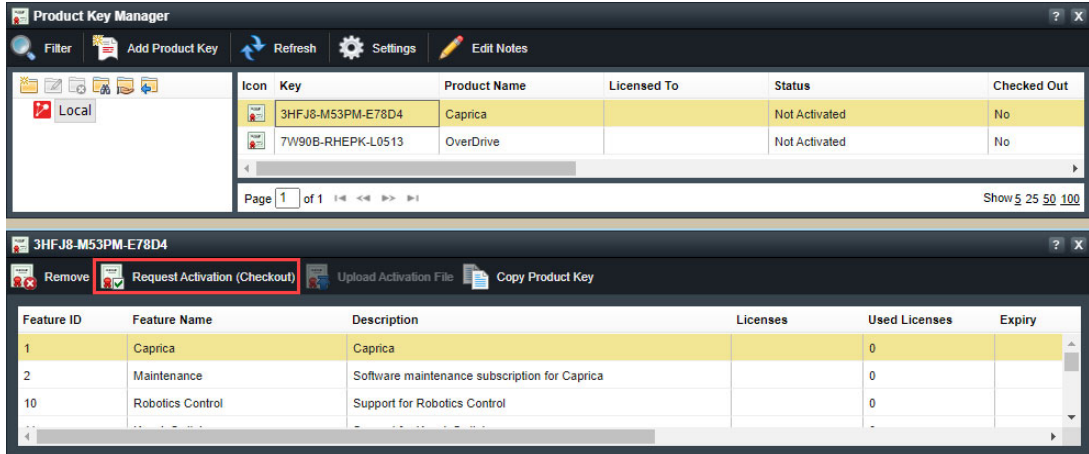 Product Key Manager ? X
Filter Add Product Key Refresh Settings Edit Notes
Icon Key Product Name Licensed To Status Checked Out
Local
3HFJ8-M53PM-E78D4 Caprica Not Activated No
7W90B-RHEPK-L0513 OverDrive Not Activated No
Page 1 of 1 Show 5 25 50 100
3HFJ8-M53PM-E78D4 ? X
Remove Request Activation (Checkout) Upload Activation File Copy Product Key
Feature ID Feature Name Description Licenses Used Licenses Expiry
1 Caprica Caprica 0
2 Maintenance Software maintenance subscription for Caprica 0
10 Robotics Control Support for Robotics Control 0